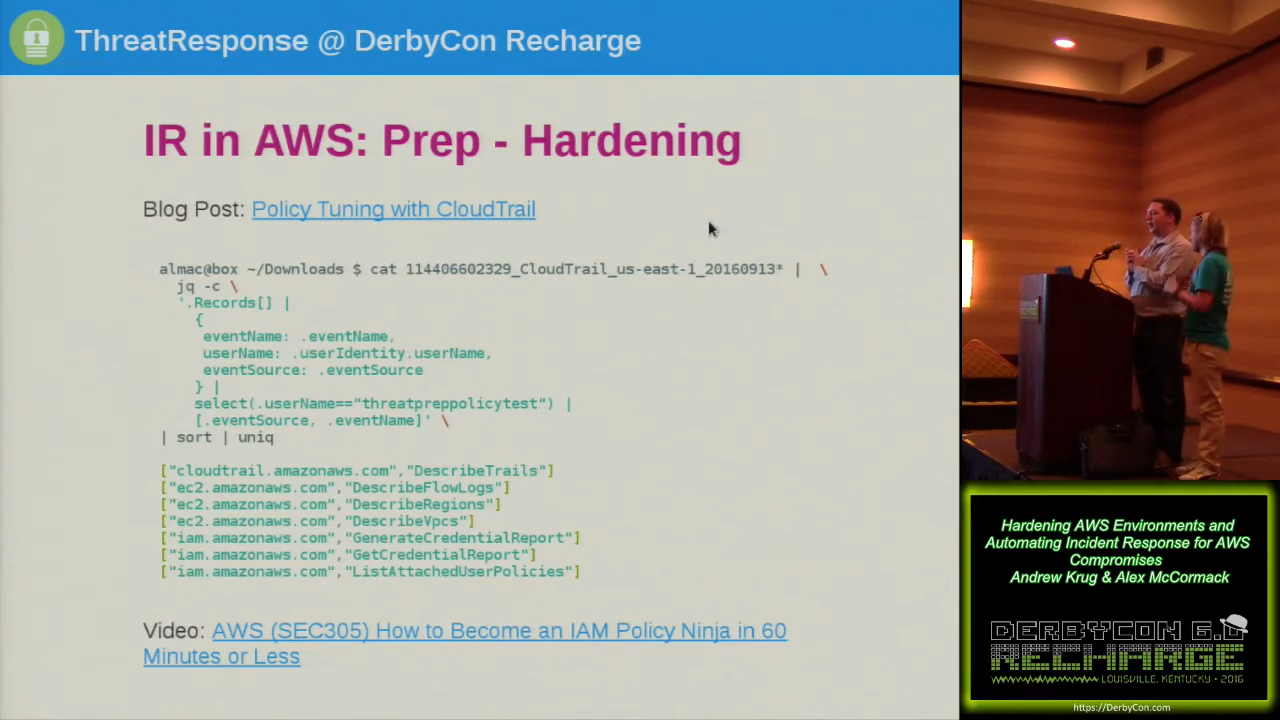 ThreatResponse @ DerbyCon Recharge
IR in AWS: Prep - Hardening
Blog Post: Policy Tuning with CloudTrail
almac@box ~/Downloads $ cat 114406602329_CloudTrail_us-east-1_20160913* | \
jq -c \
'.Records[] |
{
eventName: .eventName,
userName: .userIdentity.userName,
eventSource: .eventSource
} |
select(.userName=="threatpreppolicytest") |
[.eventSource, .eventName]' \
| sort | uniq
["cloudtrail.amazonaws.com","DescribeTrails"]
["ec2.amazonaws.com","DescribeFlowLogs"]
["ec2.amazonaws.com","DescribeRegions"]
["ec2.amazonaws.com","DescribeVpcs"]
["iam.amazonaws.com","GenerateCredentialReport"]
["iam.amazonaws.com","GetCredentialReport"]
["iam.amazonaws.com","ListAttachedUserPolicies"]
Video: AWS (SEC305) How to Become an IAM Policy Ninja in 60
Minutes or Less
Hardening AWS Environments and
Automating Incident Response for AWS
Compromises
Andrew Krug & Alex McCormack
DERBYCON 6.0
RECHARGE
LOUISVILLE, KENTUCKY • 2016
https://DerbyCon.com